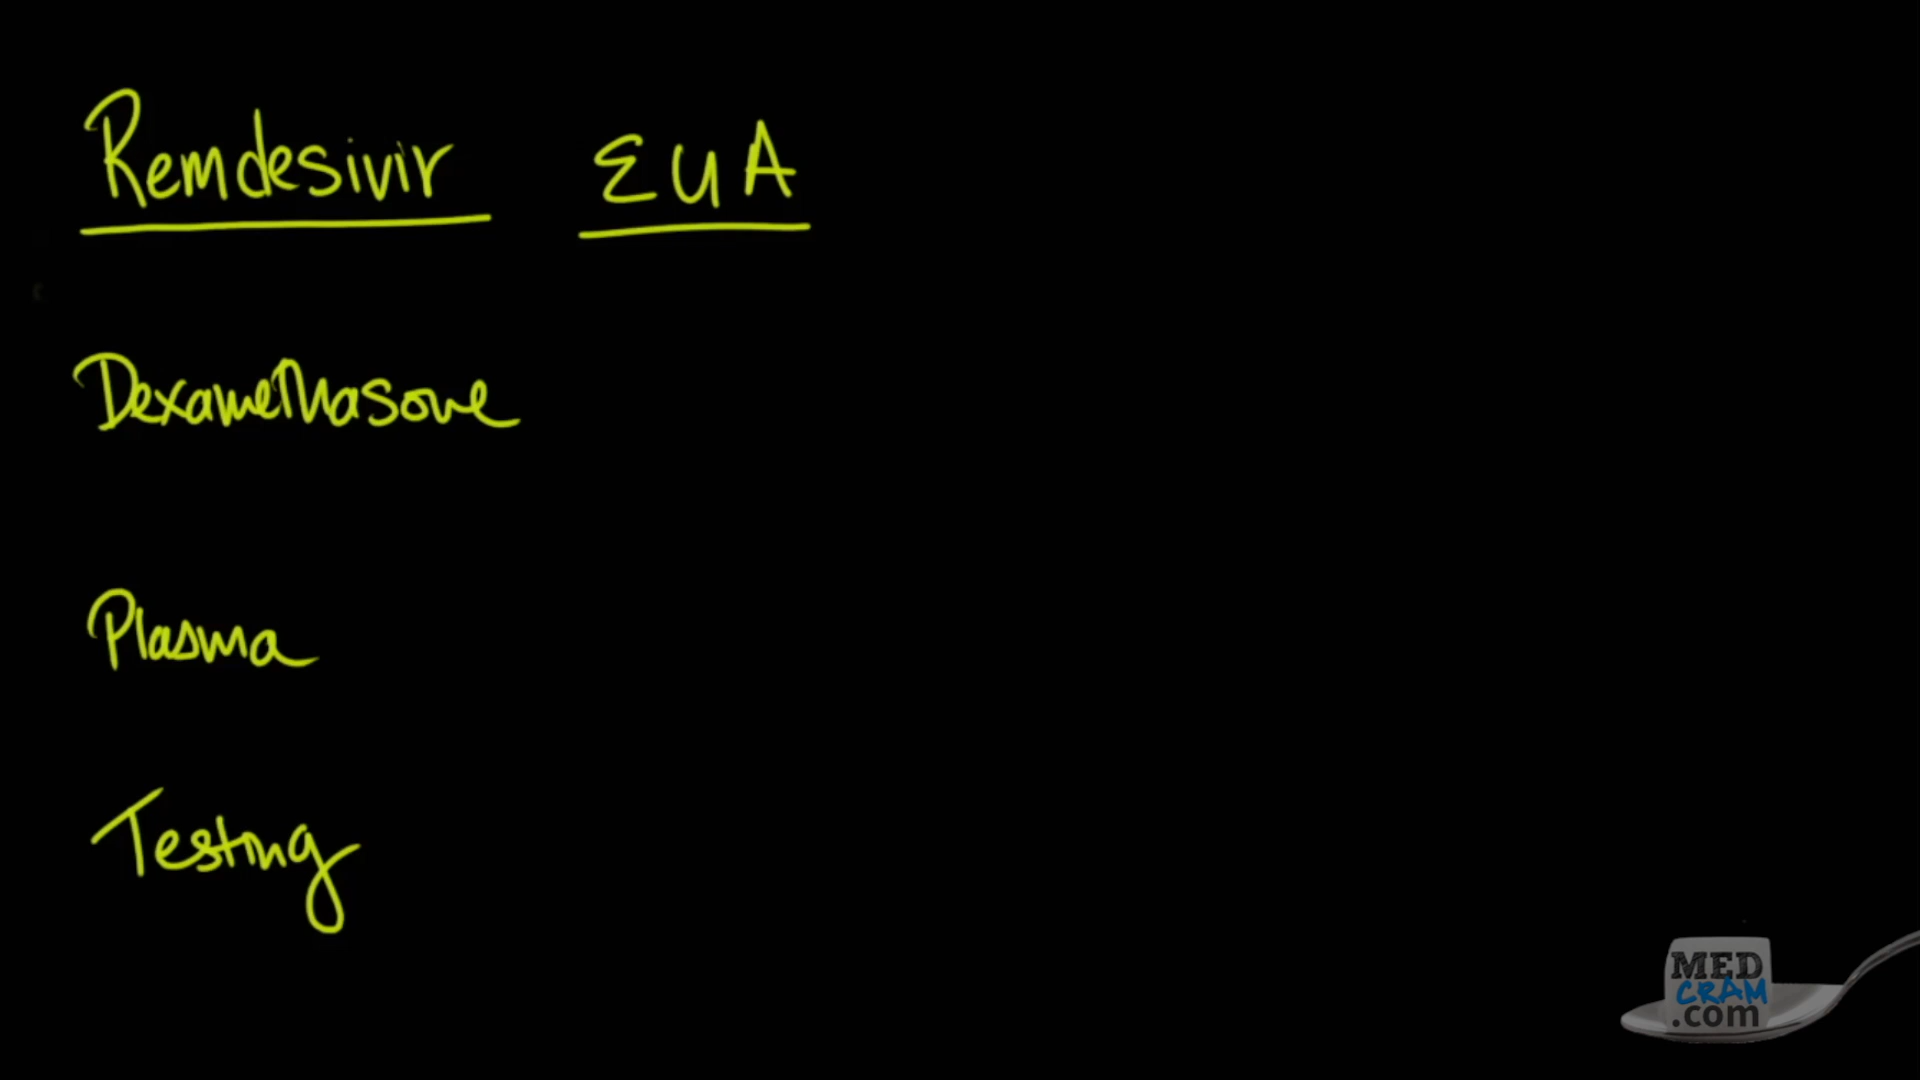 Remdesivir EUA
Dexamethasone
Plasma
Testing
MED
CRAM
.com